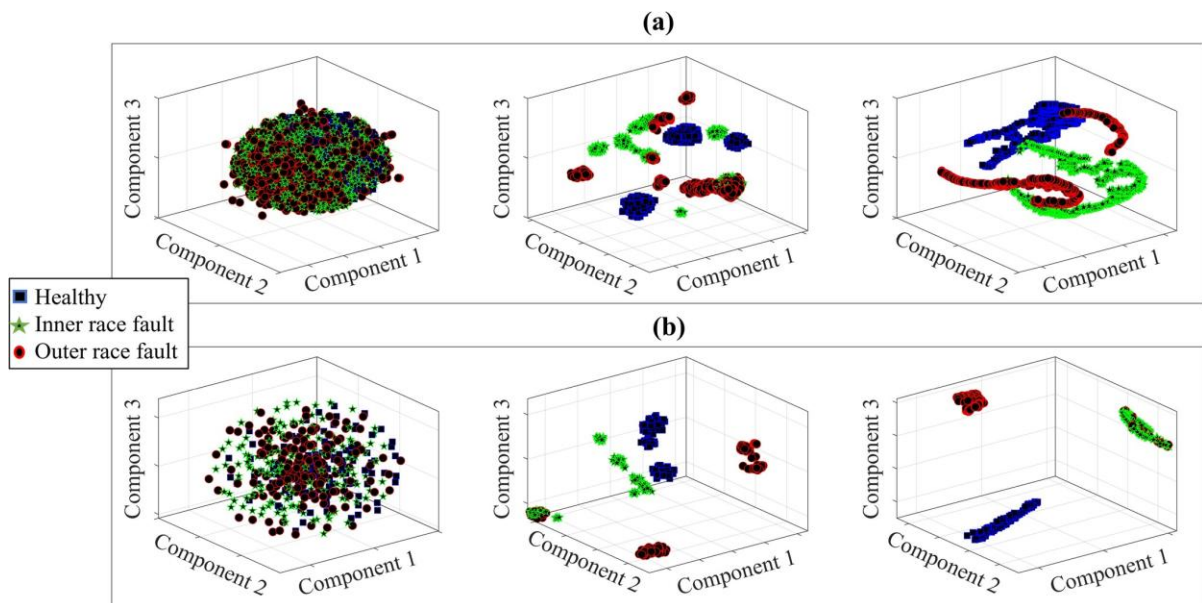 (a)
Component 3
Component 2
Component 1
Component 3
Component 2
Component 1
Component 3
Component 2
Component 1
Healthy
Inner race fault
Outer race fault
(b)
Component 3
Component 2
Component 1
Component 3
Component 2
Component 1
Component 3
Component 2
Component 1